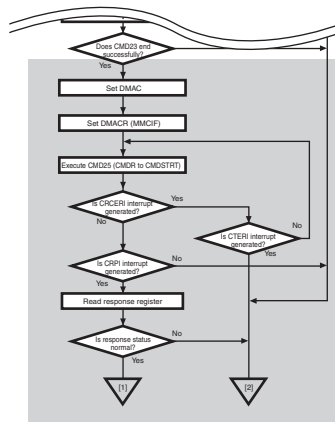 Does CMD23 end
successfully?
Yes
Set DMAC
Set DMACR (MMCIF)
Execute CMD25 (CMDR to CMDSTRT)
Is CRCERI interrupt
generated?
Yes
No
Is CTERI interrupt
generated?
No
Yes
Is CRPI interrupt
generated?
No
Yes
Read response register
Is response status
normal?
No
Yes
[1]
[2]